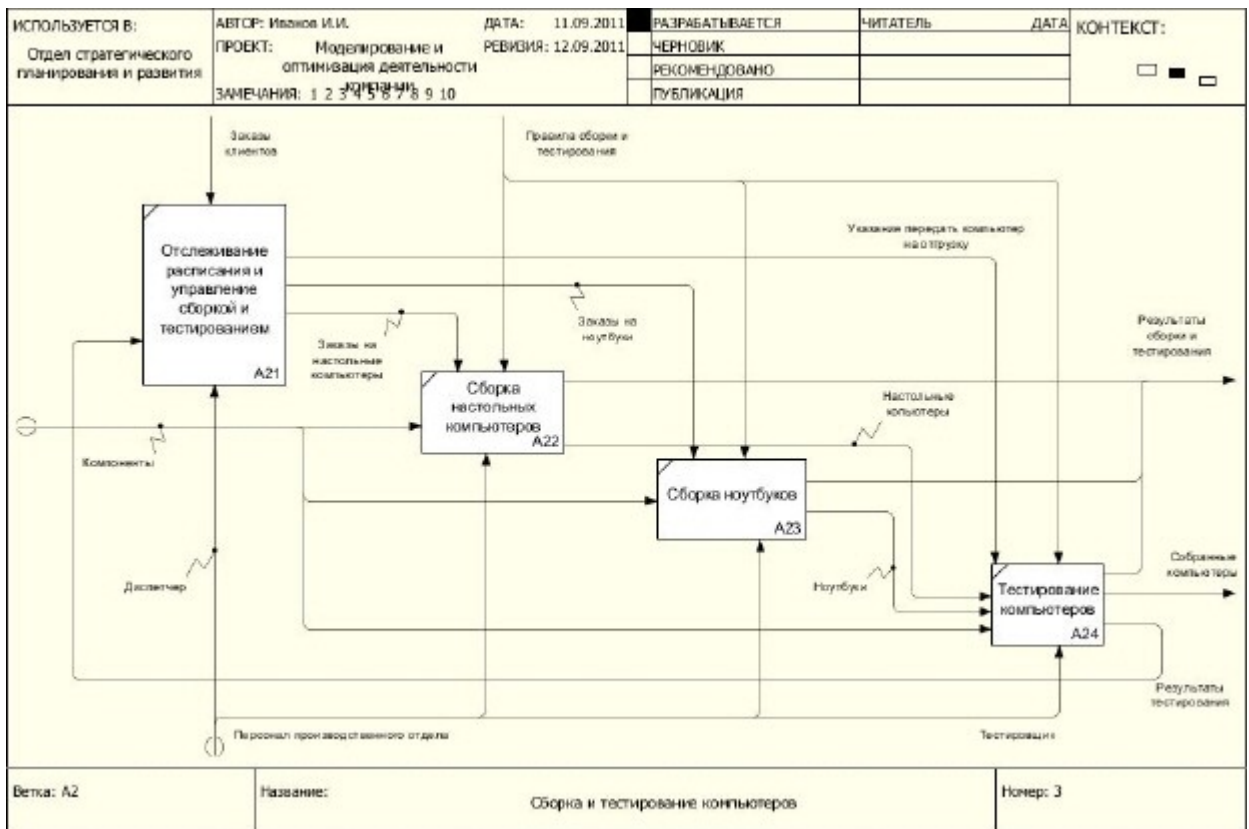 ИСПОЛЬЗУЕТСЯ В:
Отдел стратегического
планирования и развития
АВТОР: Иванов И.И.
ДАТА: 11.09.2011
ПРОЕКТ: Моделирование и
оптимизация деятельности
компании
РЕВИЗИЯ: 12.09.2011
ЗАМЕЧАНИЯ: 1 2 3 4 5 6 7 8 9 10
РАЗРАБАТЫВАЕТСЯ
ЧЕРНОВИК
РЕКОМЕНДОВАНО
ПУБЛИКАЦИЯ
ЧИТАТЕЛЬ
ДАТА
КОНТЕКСТ:
Заказы
клиентов
Правила сборки и
тестирования
Указание передать компьютер
на отгрузку
Отслеживание
расписания и
управление
сборкой и
тестированием
A21
Заказы на
настольные
компьютеры
Заказы на
ноутбуки
Результаты
сборки и
тестирования
Сборка
настольных
компьютеров
A22
Настольные
копьютеры
Компоненты
Сборка ноутбуков
A23
Диспетчер
Ноутбуки
Собранные
компьютеры
Тестирование
компьютеров
A24
Результаты
тестирования
Персонал производственного отдела
Тестировщик
Ветка: A2
Название:
Сборка и тестирование компьютеров
Номер: 3